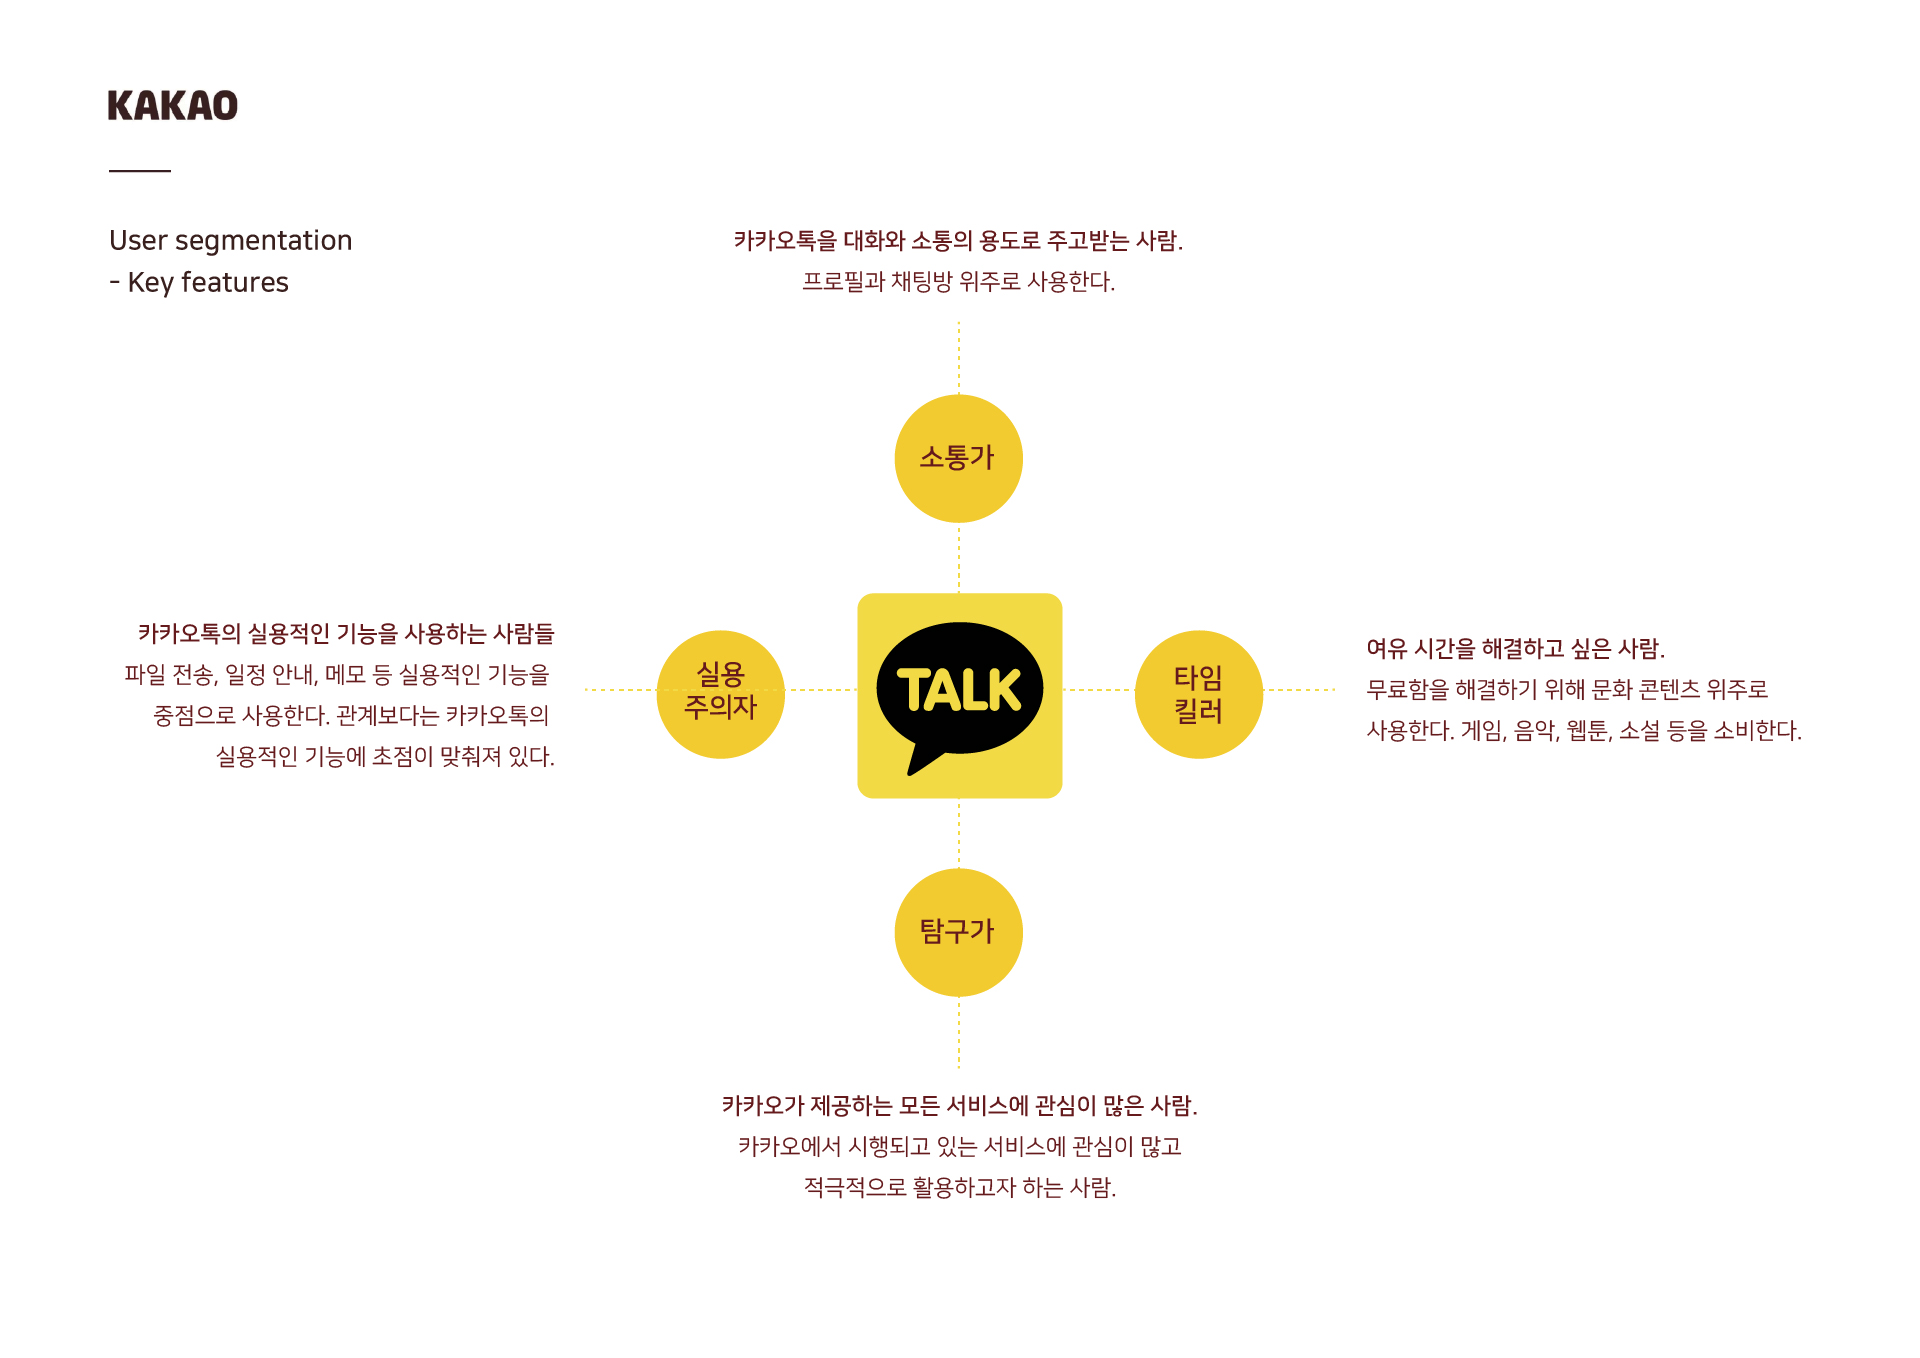 KAKAO
User segmentation
- Key features
카카오톡을 대화와 소통의 용도로 주고받는 사람.
프로필과 채팅방 위주로 사용한다.
소통가
카카오톡의 실용적인 기능을 사용하는 사람들
파일 전송, 일정 안내, 메모 등 실용적인 기능을
중점으로 사용한다. 관계보다는 카카오톡의
실용적인 기능에 초점이 맞춰져 있다.
실용
주의자
TALK
타임
킬러
여유 시간을 해결하고 싶은 사람.
무료함을 해결하기 위해 문화 콘텐츠 위주로
사용한다. 게임, 음악, 웹툰, 소설 등을 소비한다.
탐구가
카카오가 제공하는 모든 서비스에 관심이 많은 사람.
카카오에서 시행되고 있는 서비스에 관심이 많고
적극적으로 활용하고자 하는 사람.